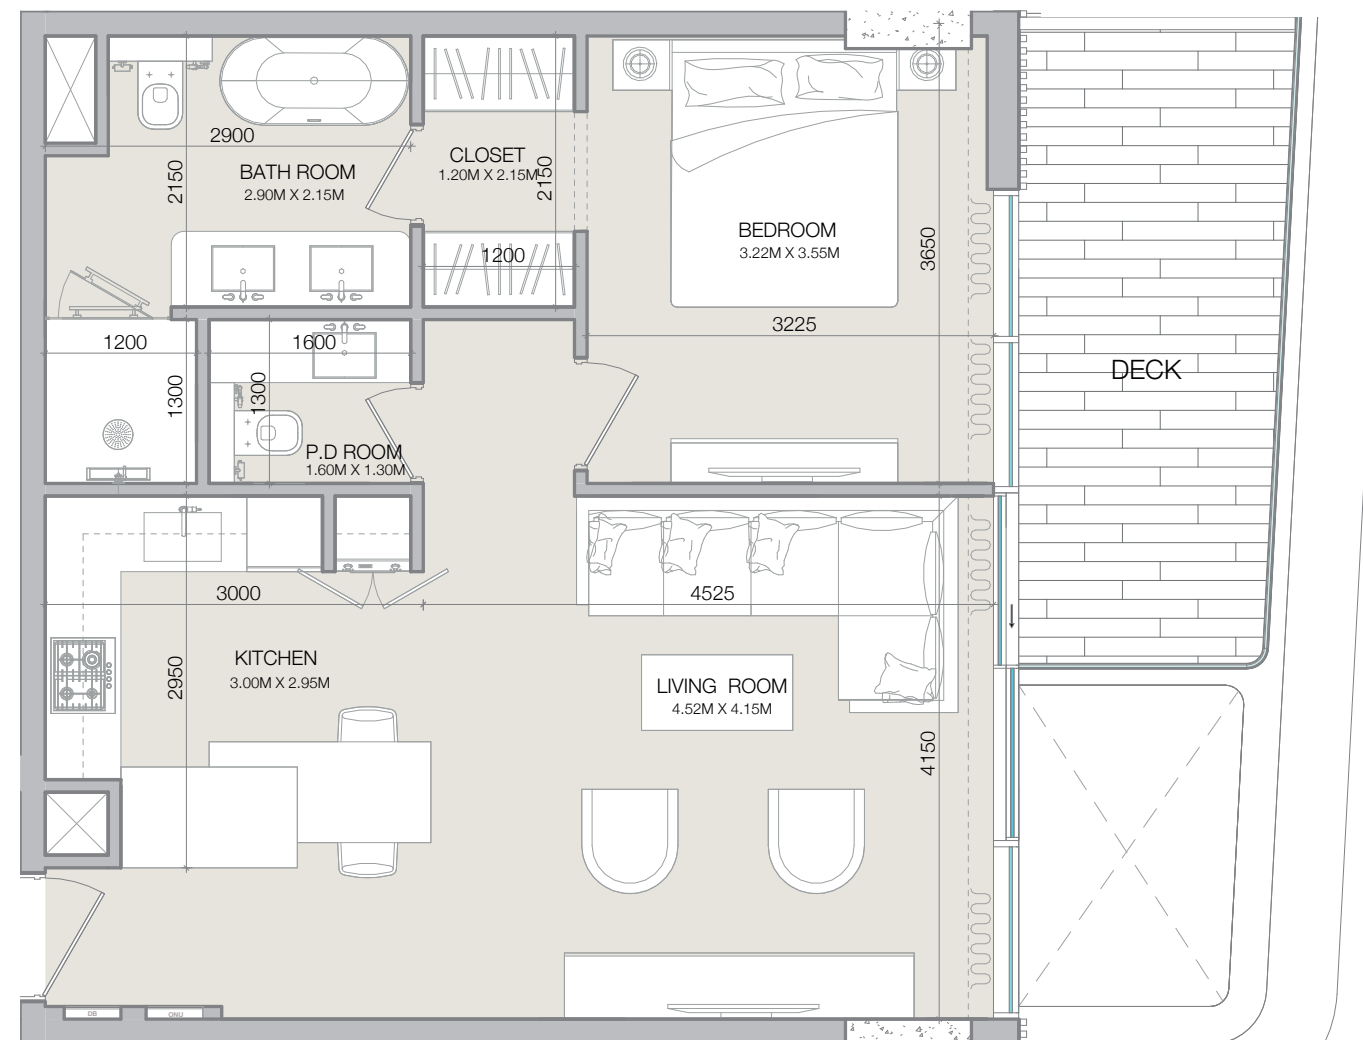 2900
2150
BATH ROOM
2.90M X 2.15M
CLOSET
1.20M X 2.15M
2150
1200
BEDROOM
3.22M X 3.55M
3650
3225
DECK
1200
1300
1600
1300
P.D ROOM
1.60M X 1.30M
3000
4525
KITCHEN
3.00M X 2.95M
2950
LIVING ROOM
4.52M X 4.15M
4150
DB
ONU